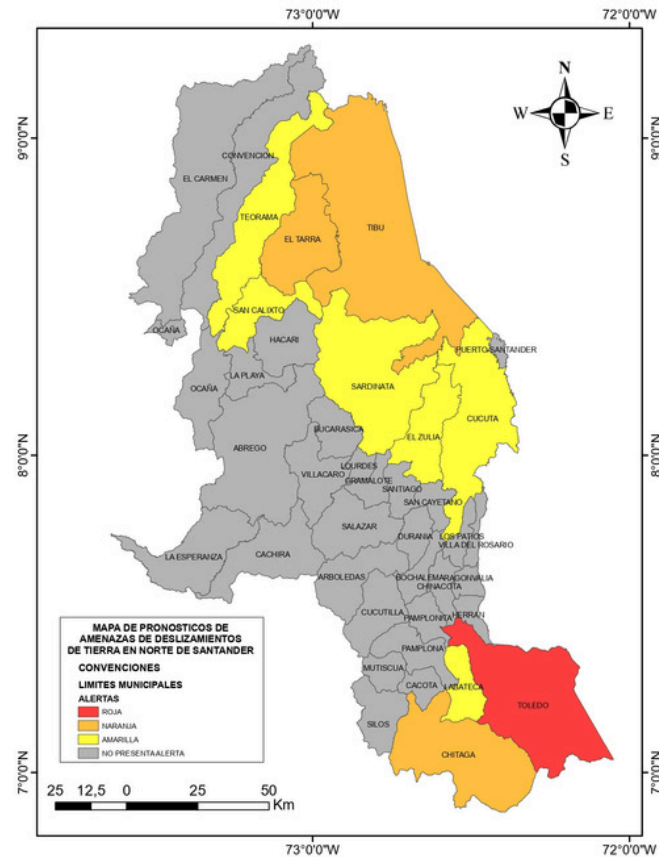 73°0'0"W 72°0'0"W
N
W E
S
9°0'0"N 9°0'0"N
CONVENCION
EL CARMEN
TEORAMA
TIBU
EL TARRA
SAN CALIXTO
OCAÑA
HACARI
PUERTO SANTANDER
LA PLAYA
OCAÑA
SARDINATA
CUCUTA
BUCARASICA
EL ZULIA
ABREGO
8°0'0"N 8°0'0"N
LOURDES
VILLACARO
GRAMALOTE
SANTIAGO
SAN CAYETANO
SALAZAR
DURANIA
LOS PATIOS
VILLA DEL ROSARIO
LA ESPERANZA
CACHIRA
ARBOLEDAS
BOCHALEMA
RAGONVALIA
CHINACOTA
CUCUTILLA
PAMPLONITA
HERRAN
PAMPLONA
MUTISCUA
CACOTA
LABATECA
SILOS
TOLEDO
CHITAGA
MAPA DE PRONOSTICOS DE
AMENAZAS DE DESLIZAMIENTOS
DE TIERRA EN NORTE DE SANTANDER
CONVENCIONES
LIMITES MUNICIPALES
ALERTAS
ROJA
NARANJA
AMARILLA
NO PRESENTA ALERTA
7°0'0"N 7°0'0"N
25 12,5 0 25 50
Km
73°0'0"W 72°0'0"W